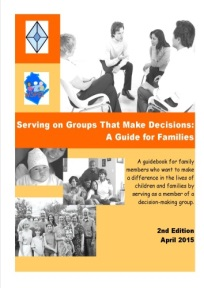 Serving on Groups That Make Decisions:
A Guide for Families
A guidebook for family
members who want to make
a difference in the lives of
children and families by
serving as a member of a
decision-making group.
2nd Edition
April 2015